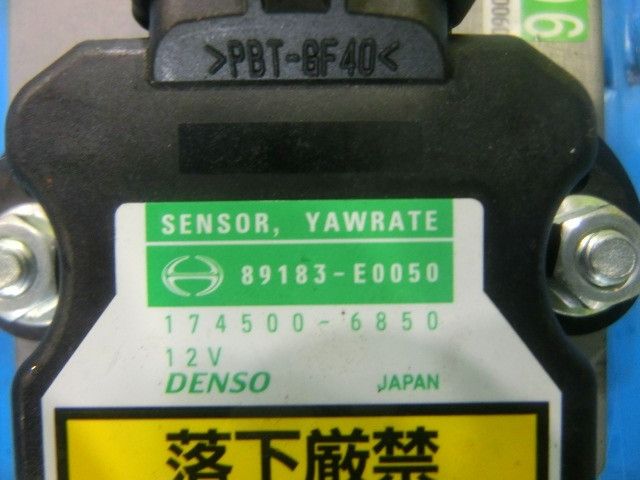 >PBT-GF40<
SENSOR, YAWRATE
89183-E0050
174500-6850
12V
DENSO JAPAN
落下厳禁